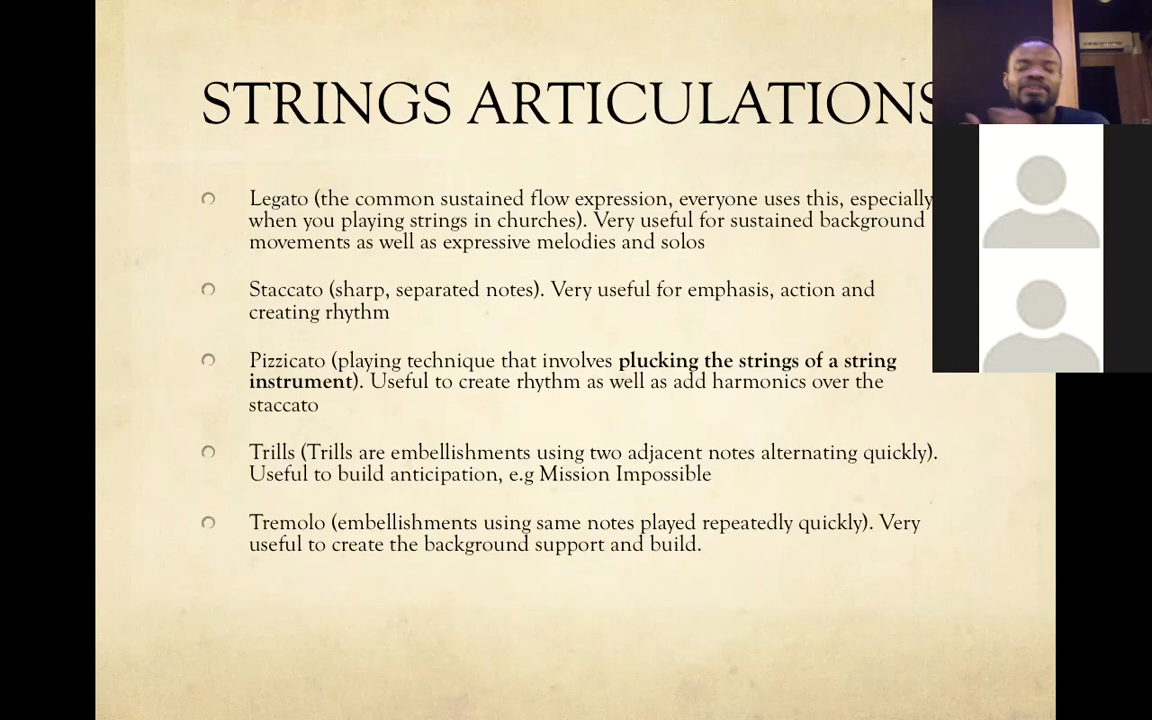 STRINGS ARTICULATIONS
Legato (the common sustained flow expression, everyone uses this, especially
when you playing strings in churches). Very useful for sustained background
movements as well as expressive melodies and solos
Staccato (sharp, separated notes). Very useful for emphasis, action and
creating rhythm
Pizzicato (playing technique that involves plucking the strings of a string
instrument). Useful to create rhythm as well as add harmonics over the
staccato
Trills (Trills are embellishments using two adjacent notes alternating quickly).
Useful to build anticipation, e.g Mission Impossible
Tremolo (embellishments using same notes played repeatedly quickly). Very
useful to create the background support and build.